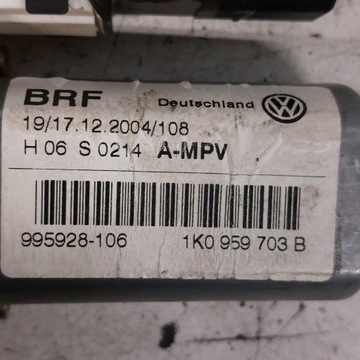 BRF Deutschland
19/17.12.2004/108
H 06 S 0214 A-MPV
995928-106 1K0 959 703 B